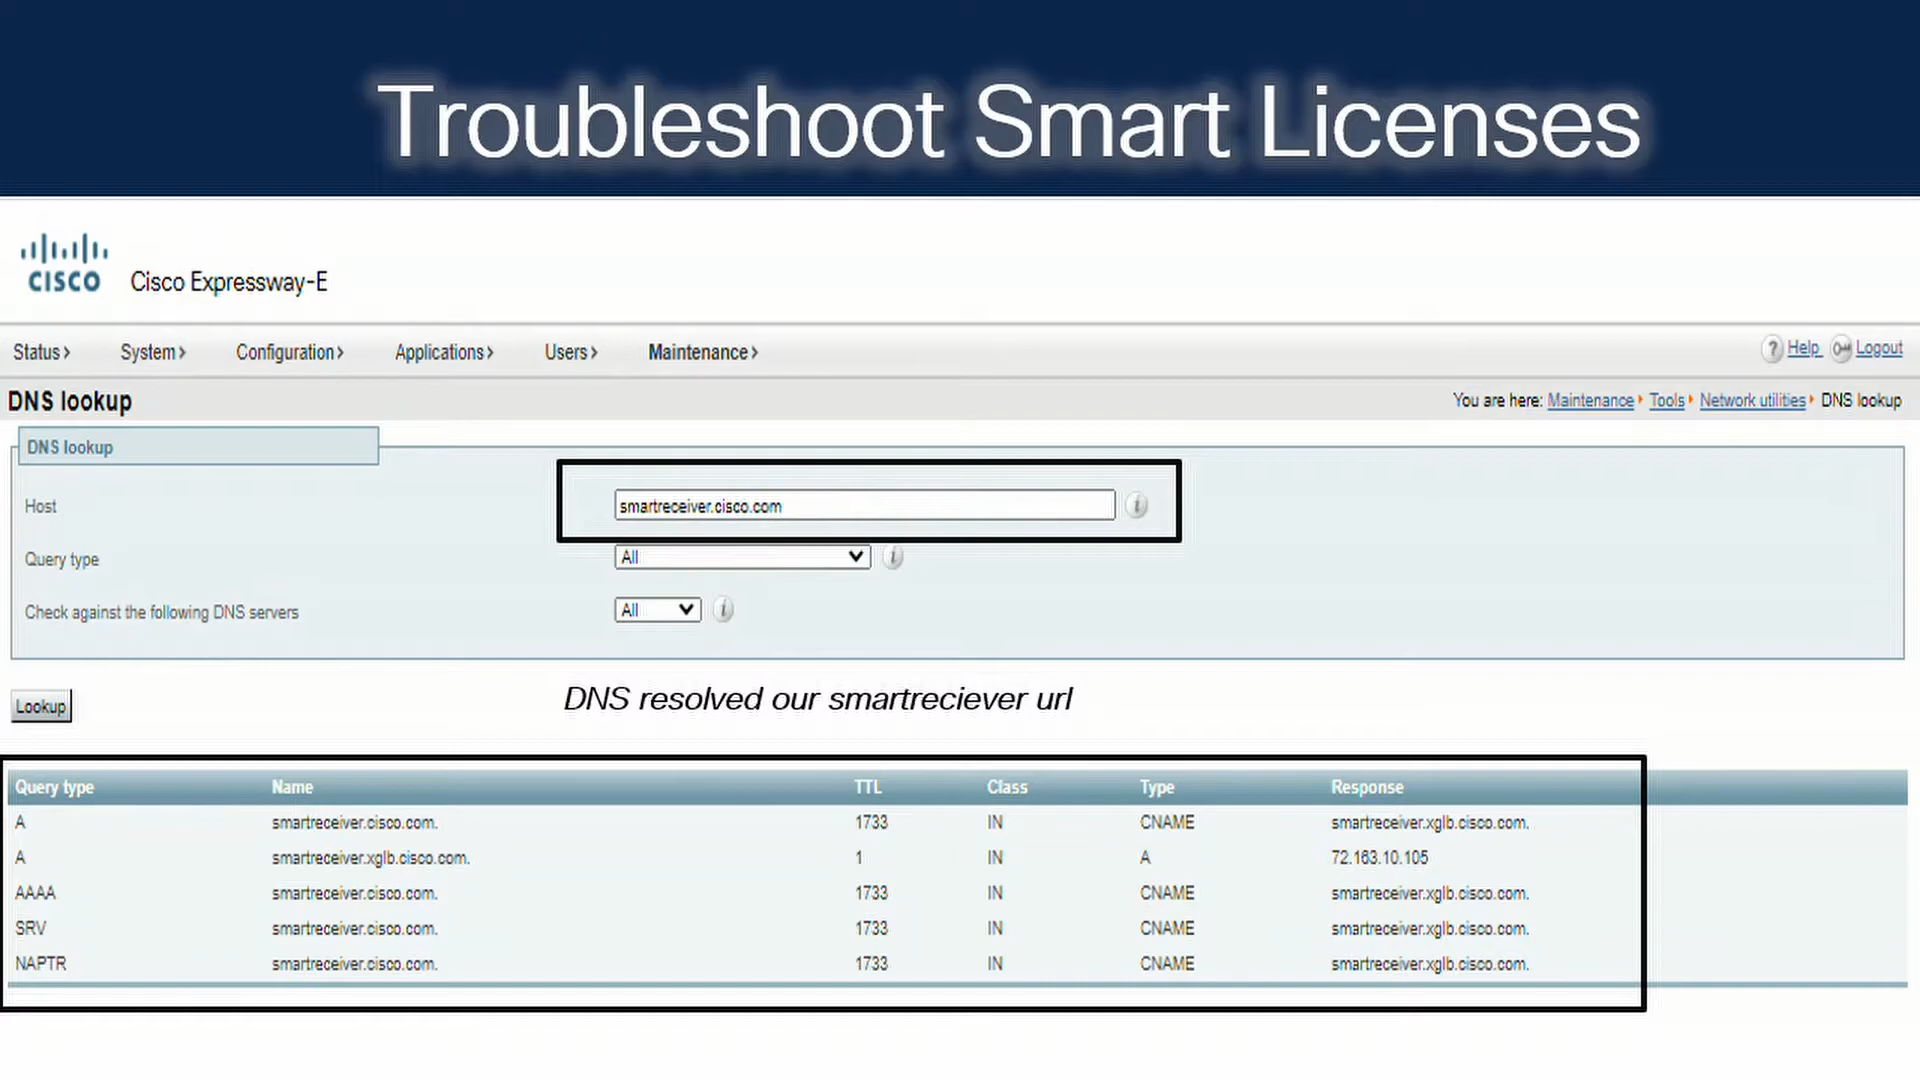 Troubleshoot Smart Licenses
CISCO
Cisco Expressway-E
Status› System› Configuration› Applications› Users› Maintenance› ? Help Logout
DNS lookup You are here: Maintenance Tools Network utilities DNS lookup
DNS lookup
Host smartreceiver.cisco.com i
Query type All i
Check against the following DNS servers All i
Lookup DNS resolved our smartreciever url
Query type Name TTL Class Type Response
A smartreceiver.cisco.com. 1733 IN CNAME smartreceiver.xglb.cisco.com.
A smartreceiver.xglb.cisco.com. 1 IN A 72.163.10.105
AAAA smartreceiver.cisco.com. 1733 IN CNAME smartreceiver.xglb.cisco.com.
SRV smartreceiver.cisco.com. 1733 IN CNAME smartreceiver.xglb.cisco.com.
NAPTR smartreceiver.cisco.com. 1733 IN CNAME smartreceiver.xglb.cisco.com.